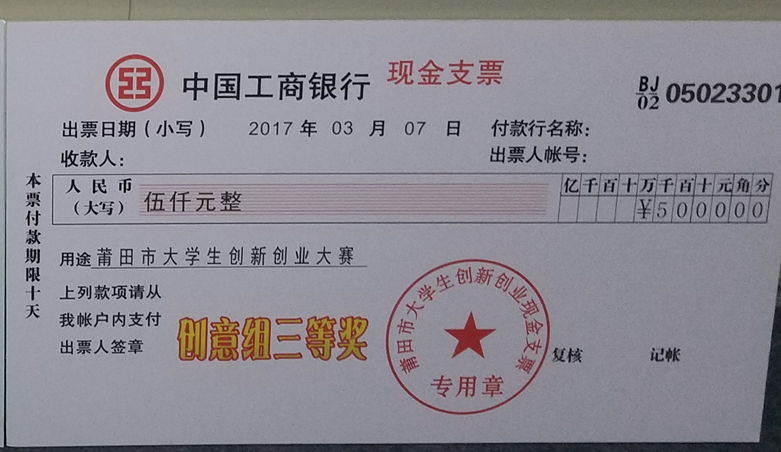 中国工商银行 现金支票 BJ 02 05023301
出票日期(小写) 2017 年 03 月 07 日 付款行名称:
收款人: 出票人帐号:
人民币 亿千百十万千百十元角分
(大写) 伍仟元整 ¥500000
用途 莆田市大学生创新创业大赛
上列款项请从
我帐户内支付
出票人签章
创意组三等奖
莆田市大学生创新创业现金支票
专用章
复核 记帐
本票付款期限十天